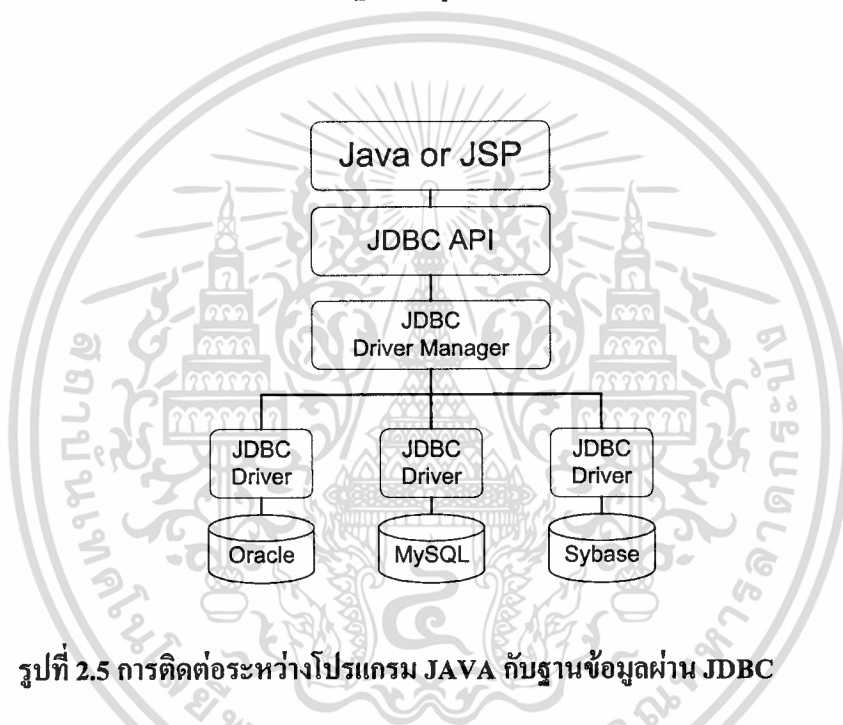 Java or JSP
JDBC API
JDBC
Driver Manager
JDBC
Driver
JDBC
Driver
JDBC
Driver
Oracle
MySQL
Sybase
รูปที่ 2.5 การติดต่อระหว่างโปรแกรม JAVA กับฐานข้อมูลผ่าน JDBC